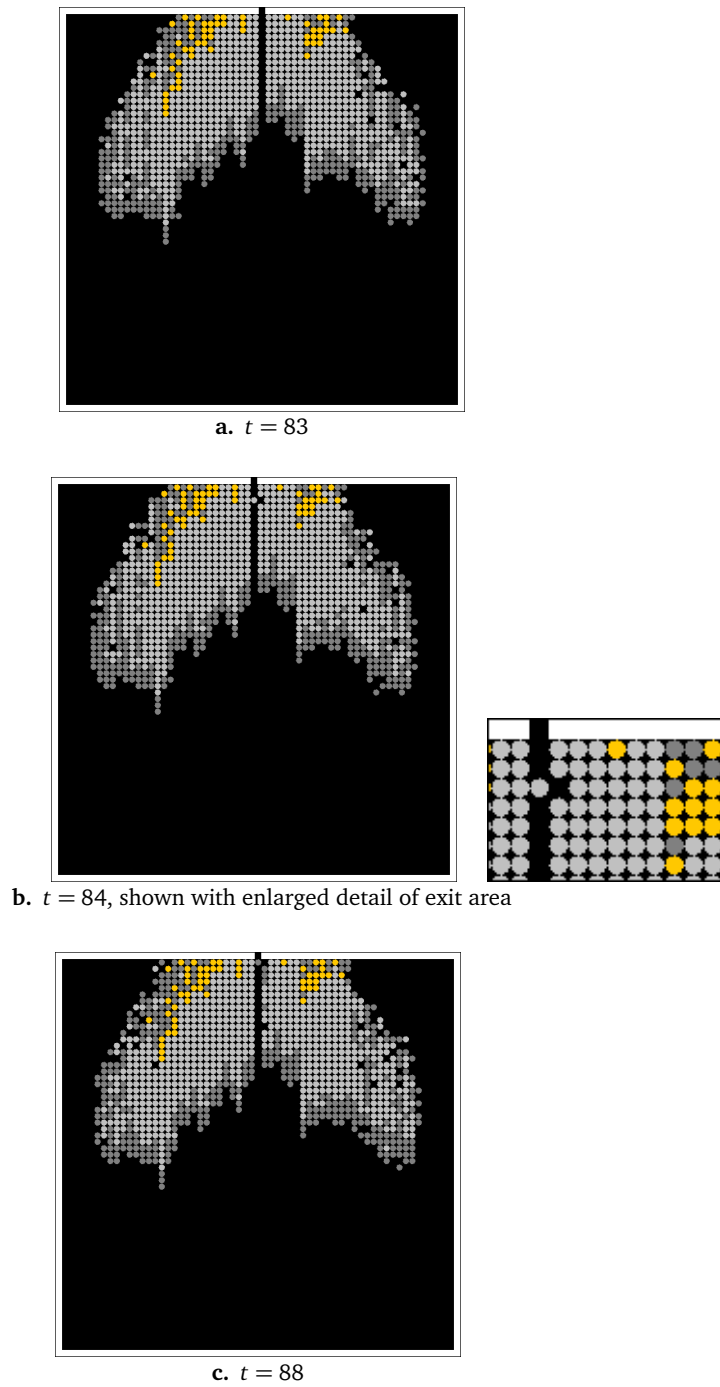 a. t = 83
b. t = 84, shown with enlarged detail of exit area
c. t = 88